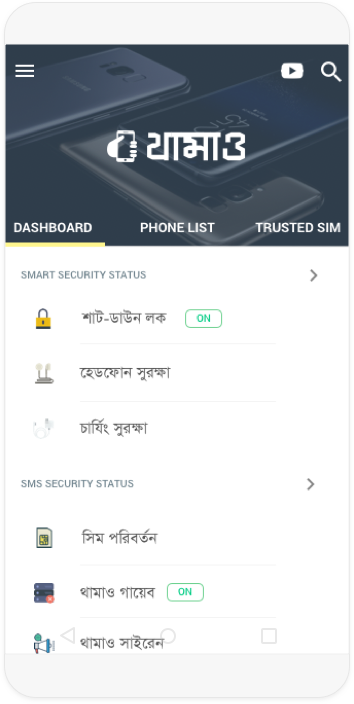 থামাও
DASHBOARD PHONE LIST TRUSTED SIM
SMART SECURITY STATUS
শাট-ডাউন লক ON
হেডফোন সুরক্ষা
চার্যিং সুরক্ষা
SMS SECURITY STATUS
সিম পরিবর্তন
থামাও গায়েব ON
থামাও সাইরেন